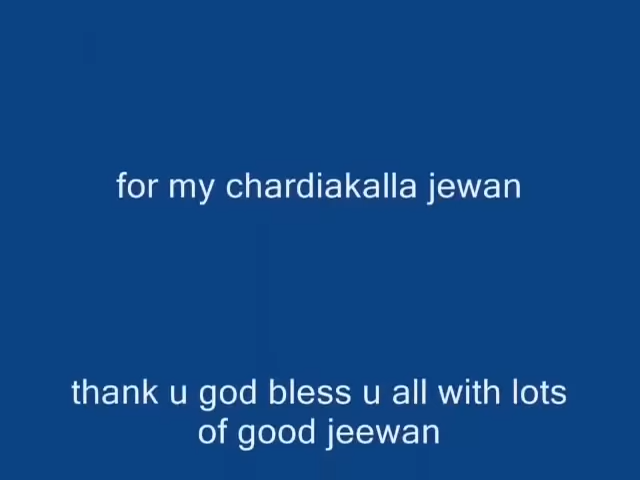 for my chardiakalla jewan
thank u god bless u all with lots
of good jeewan